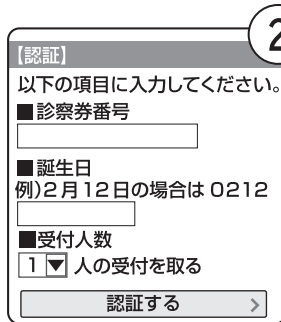 2
【認証】
以下の項目に入力してください。
■診察券番号
■誕生日
例)2月12日の場合は 0212
■受付人数
1▼ 人の受付を取る
認証する >